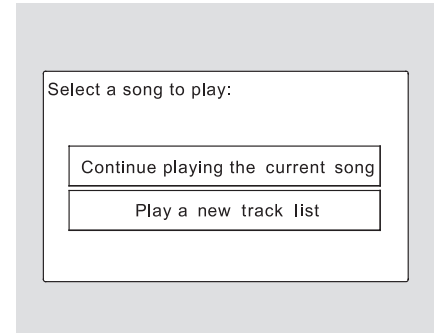 Select a song to play:
Continue playing the current song
Play a new track list